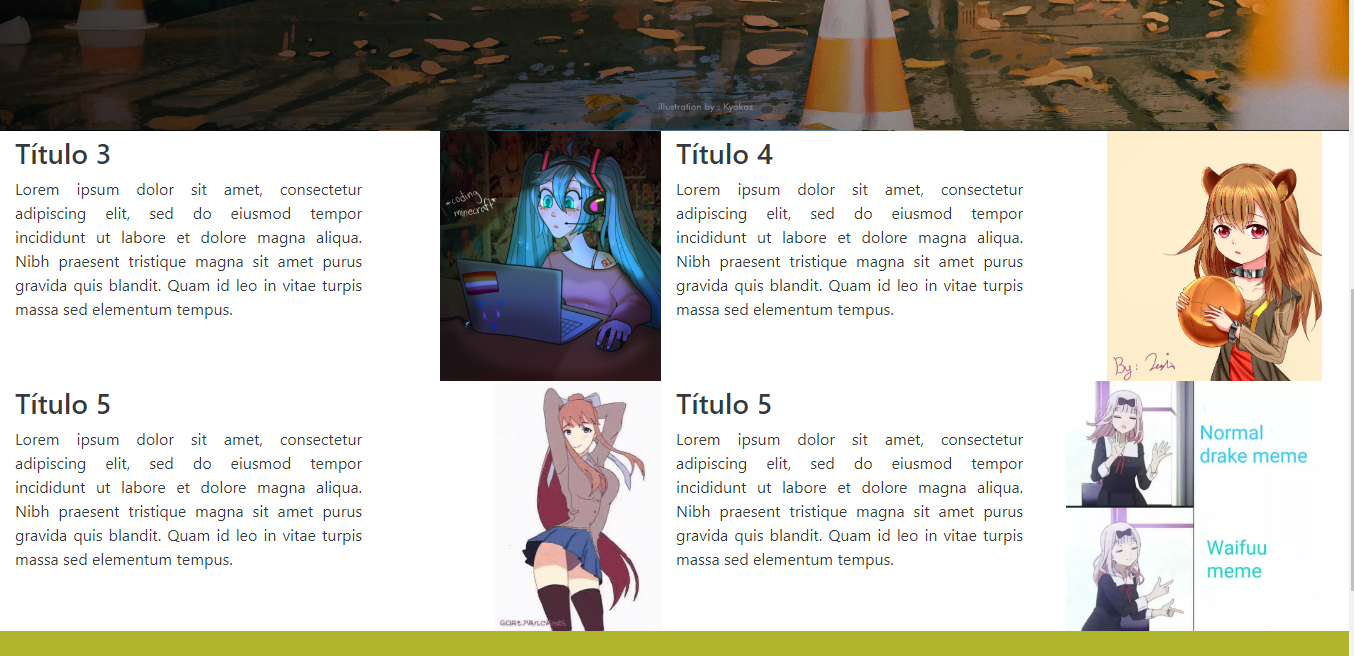 illustration by : Kyokaz
Título 3
Lorem ipsum dolor sit amet, consectetur
adipiscing elit, sed do eiusmod tempor
incididunt ut labore et dolore magna aliqua.
Nibh praesent tristique magna sit amet purus
gravida quis blandit. Quam id leo in vitae turpis
massa sed elementum tempus.
*coding
minecraft*
Título 4
Lorem ipsum dolor sit amet, consectetur
adipiscing elit, sed do eiusmod tempor
incididunt ut labore et dolore magna aliqua.
Nibh praesent tristique magna sit amet purus
gravida quis blandit. Quam id leo in vitae turpis
massa sed elementum tempus.
By:
Título 5
Lorem ipsum dolor sit amet, consectetur
adipiscing elit, sed do eiusmod tempor
incididunt ut labore et dolore magna aliqua.
Nibh praesent tristique magna sit amet purus
gravida quis blandit. Quam id leo in vitae turpis
massa sed elementum tempus.
Título 5
Lorem ipsum dolor sit amet, consectetur
adipiscing elit, sed do eiusmod tempor
incididunt ut labore et dolore magna aliqua.
Nibh praesent tristique magna sit amet purus
gravida quis blandit. Quam id leo in vitae turpis
massa sed elementum tempus.
Normal
drake meme
Waifuu
meme